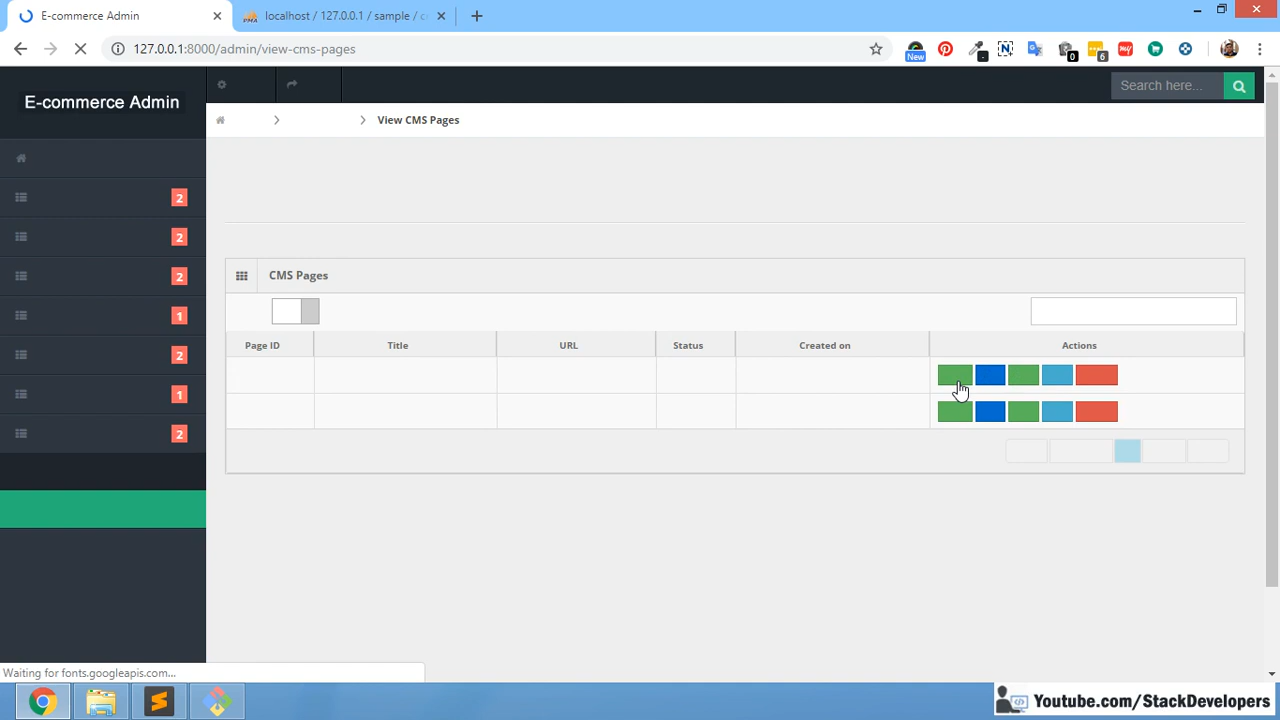 E-commerce Admin
localhost / 127.0.0.1 / sample / c
127.0.0.1:8000/admin/view-cms-pages
New
0
6
E-commerce Admin
Search here...
View CMS Pages
2
2
2
1
2
1
2
CMS Pages
Page ID Title URL Status Created on Actions
Waiting for fonts.googleapis.com...
Youtube.com/StackDevelopers